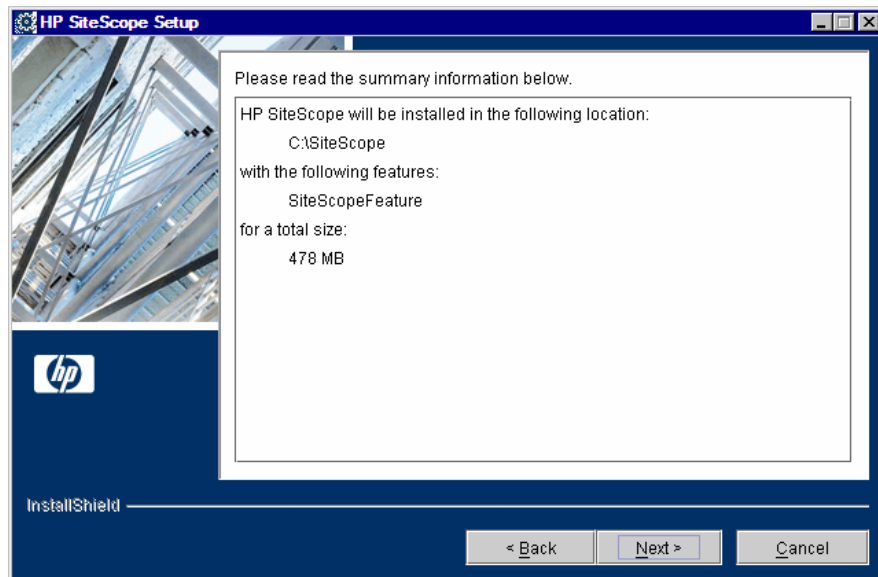 HP SiteScope Setup
Please read the summary information below.
HP SiteScope will be installed in the following location:
C:\SiteScope
with the following features:
SiteScopeFeature
for a total size:
478 MB
hp
InstallShield
< Back
Next >
Cancel